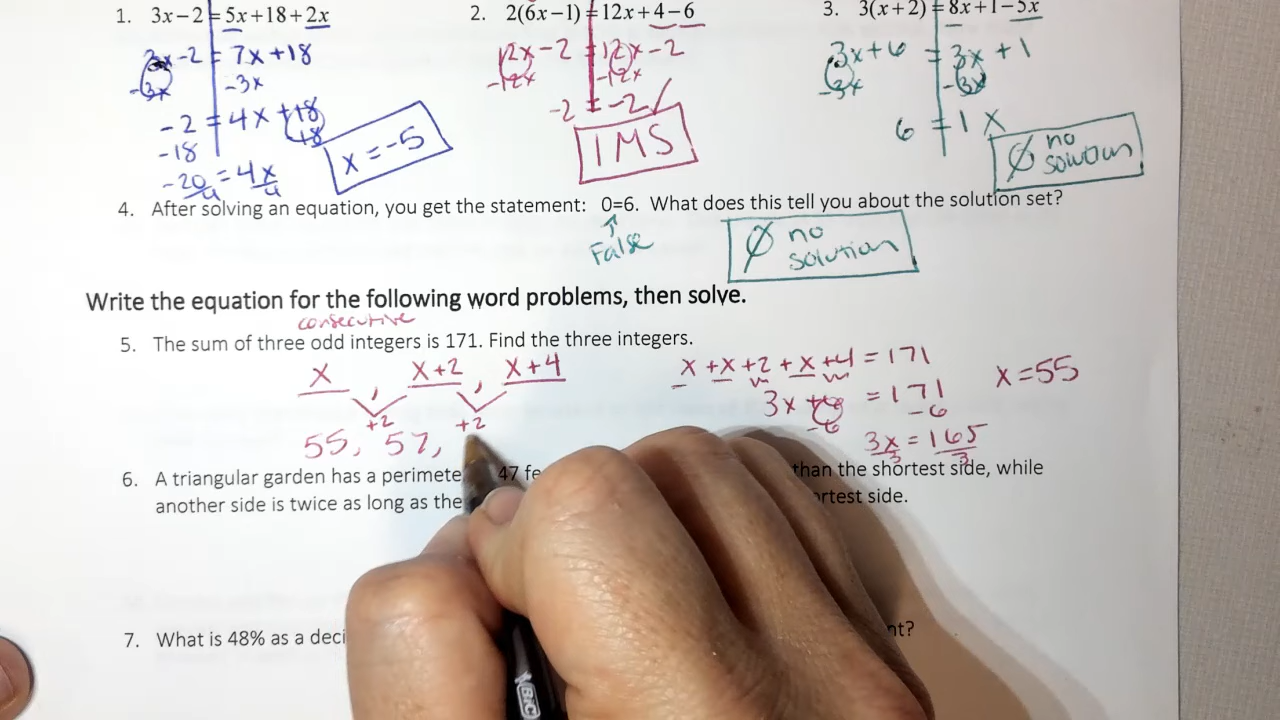 1. 3x-2=5x+18+2x
3x-2 = 7x+18
-3x -3x
-2 = 4x +18
-18 -18
-20/4 = 4x/4
x=-5
2. 2(6x-1)=12x+4-6
12x-2 = 12x-2
-12x -12x
-2 = -2 ✓
IMS
3. 3(x+2)=8x+1-5x
3x+6 = 3x+1
-3x -3x
6 = 1 X
∅ no
solution
4. After solving an equation, you get the statement: 0=6. What does this tell you about the solution set?
↑
False
∅ no
solution
Write the equation for the following word problems, then solve.
consecutive
5. The sum of three odd integers is 171. Find the three integers.
x , x+2 , x+4
+2 +2
55, 57,
x+x+2+x+4=171
3x+6 =171
-6 -6
3x/3=165/3
x=55
6. A triangular garden has a 47 than the shortest side, while
another side is twice as long as the side.
7. What is 48% as a
BIC